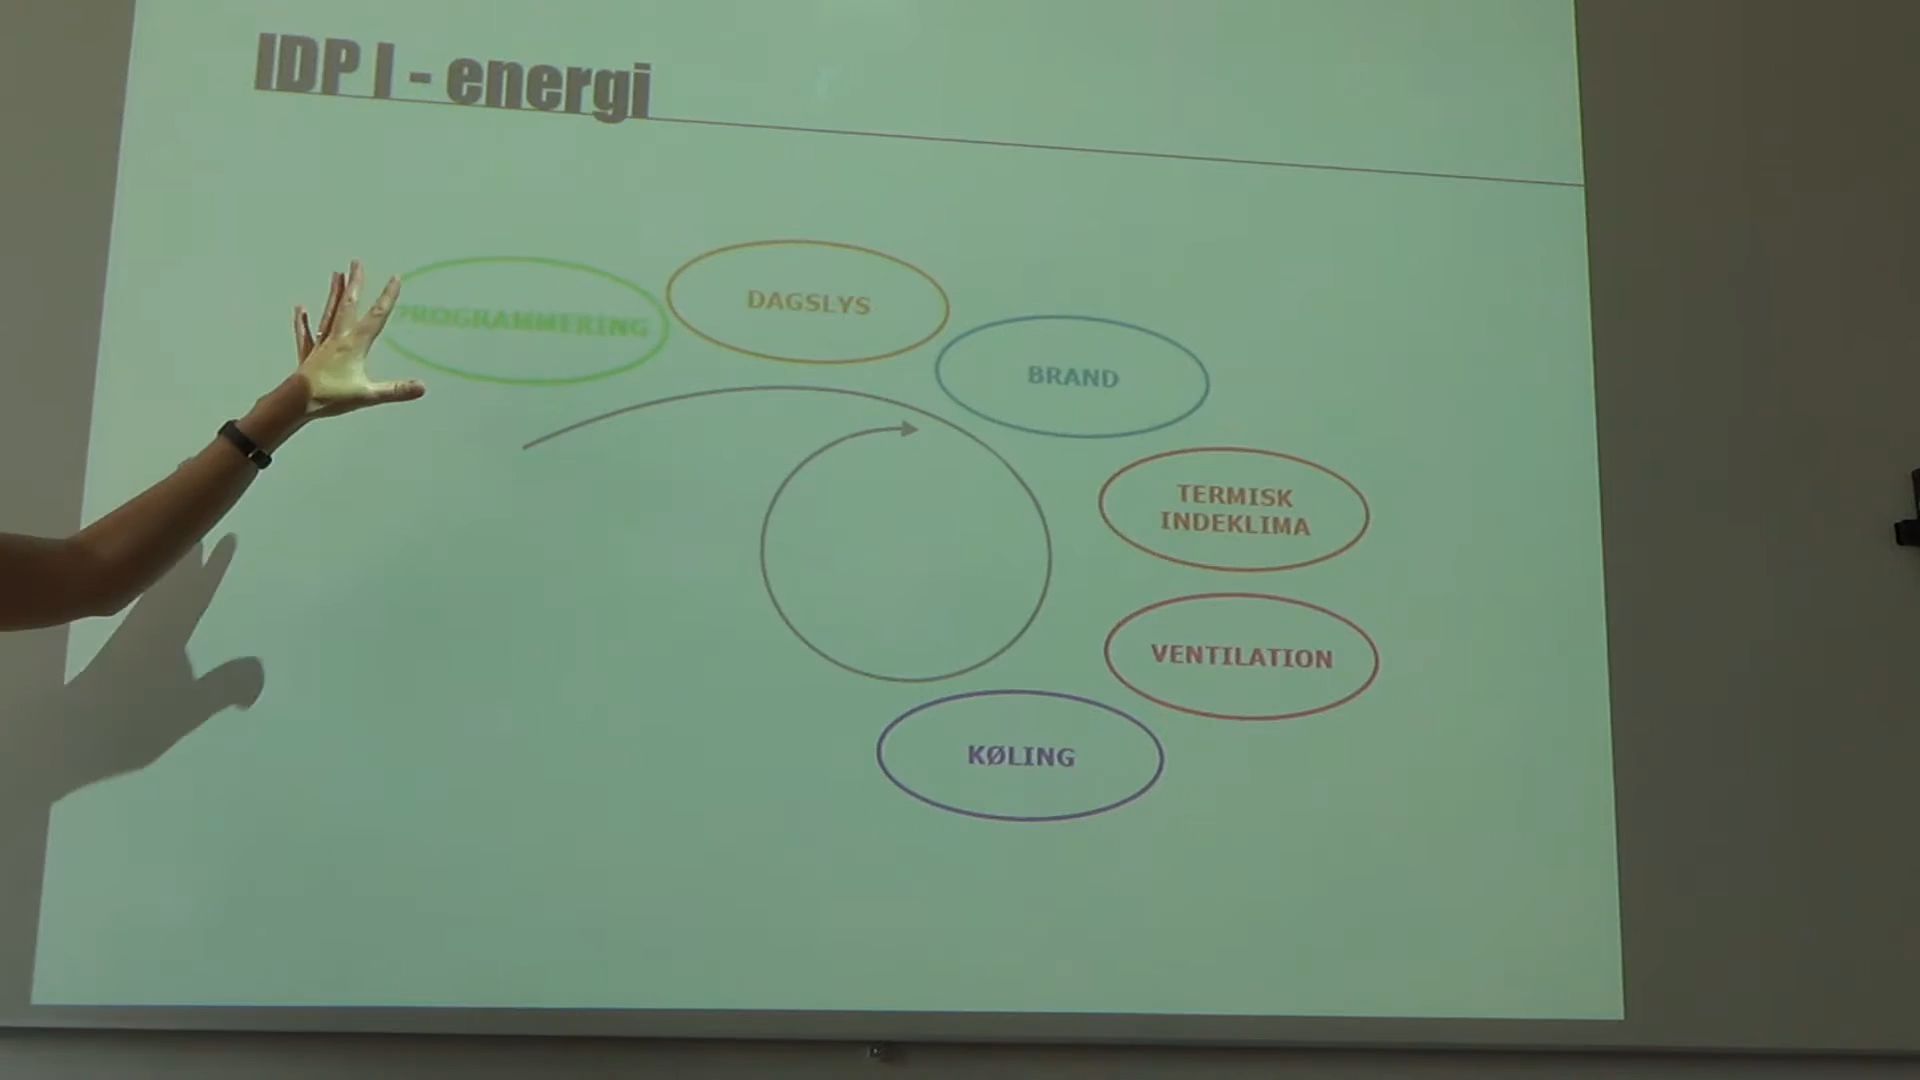 IDP I - energi
PROGRAMMERING
DAGSLYS
BRAND
TERMISK
INDEKLIMA
VENTILATION
KØLING